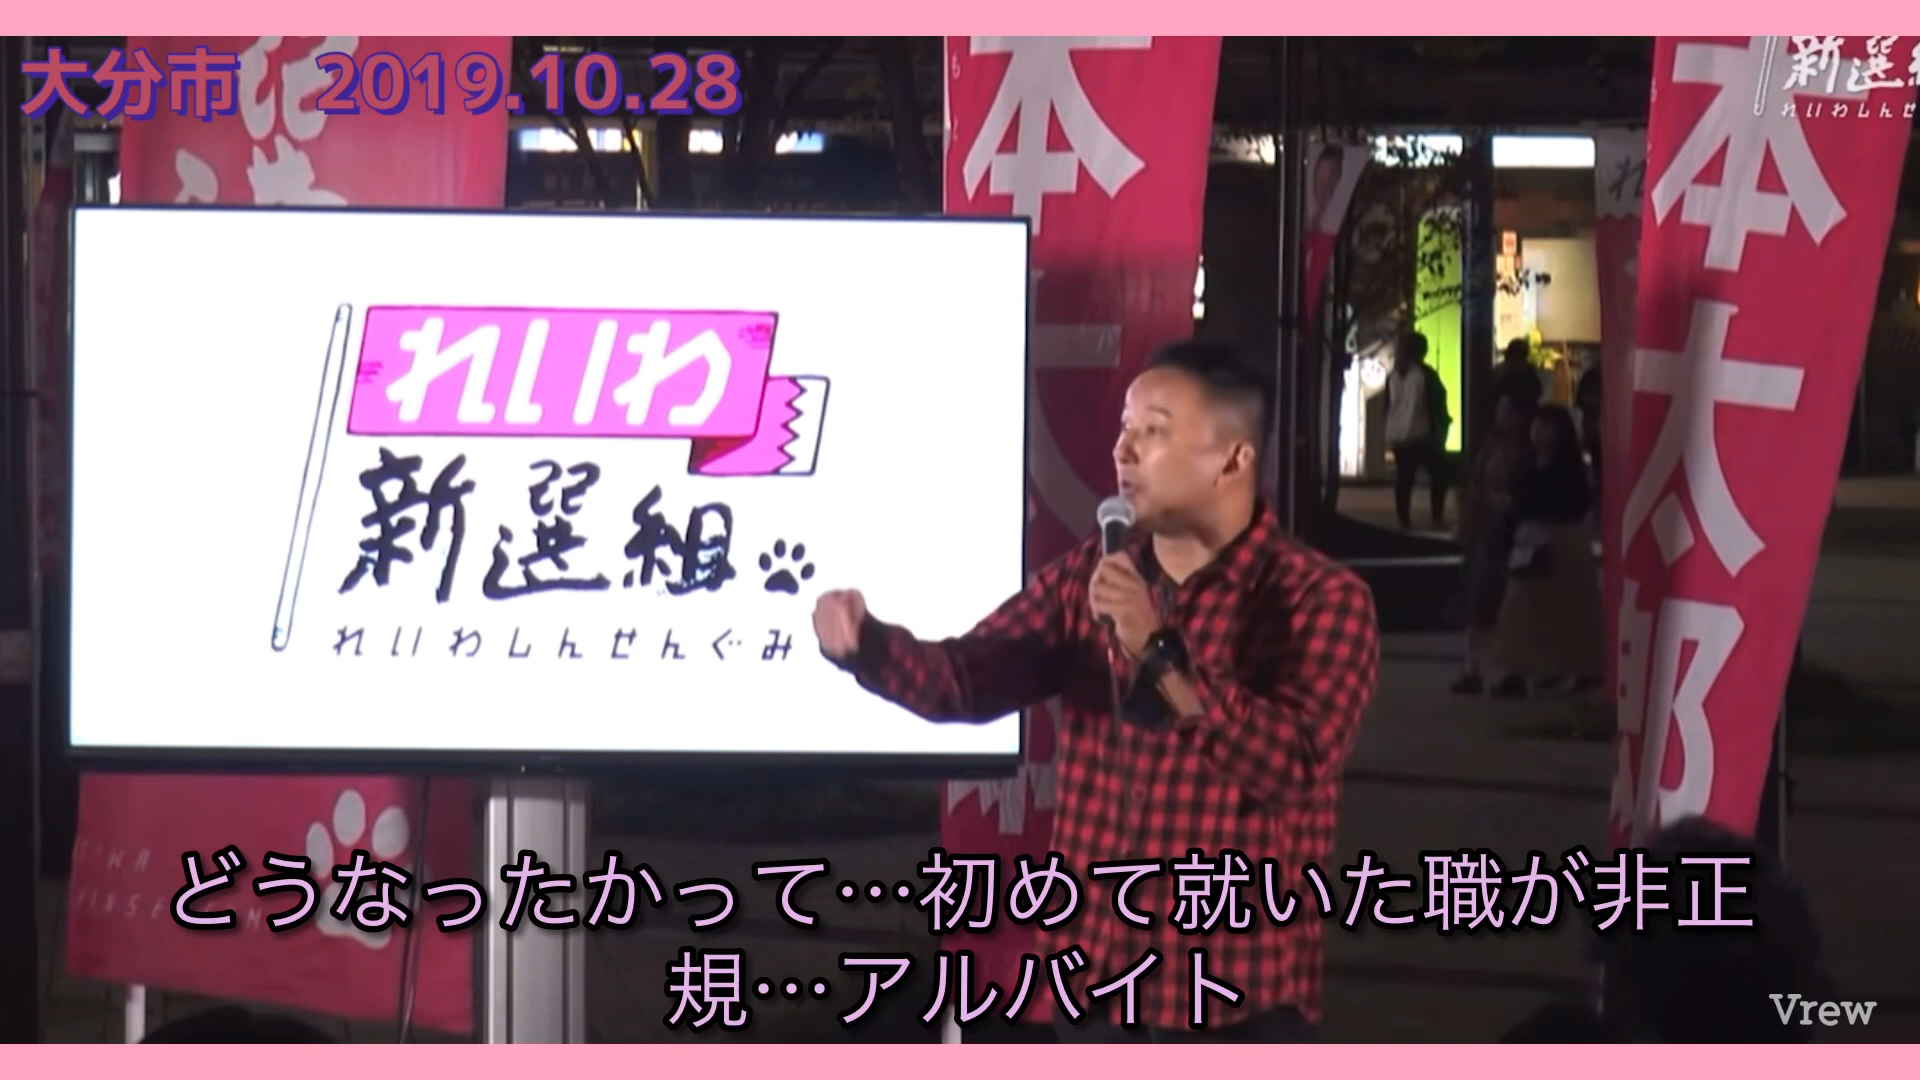 大分市　2019.10.28
新選組
れいわしんせ
本
本太郎
れいわ
新選組
れいわしんせんぐみ
どうなったかって…初めて就いた職が非正
規…アルバイト
Vrew